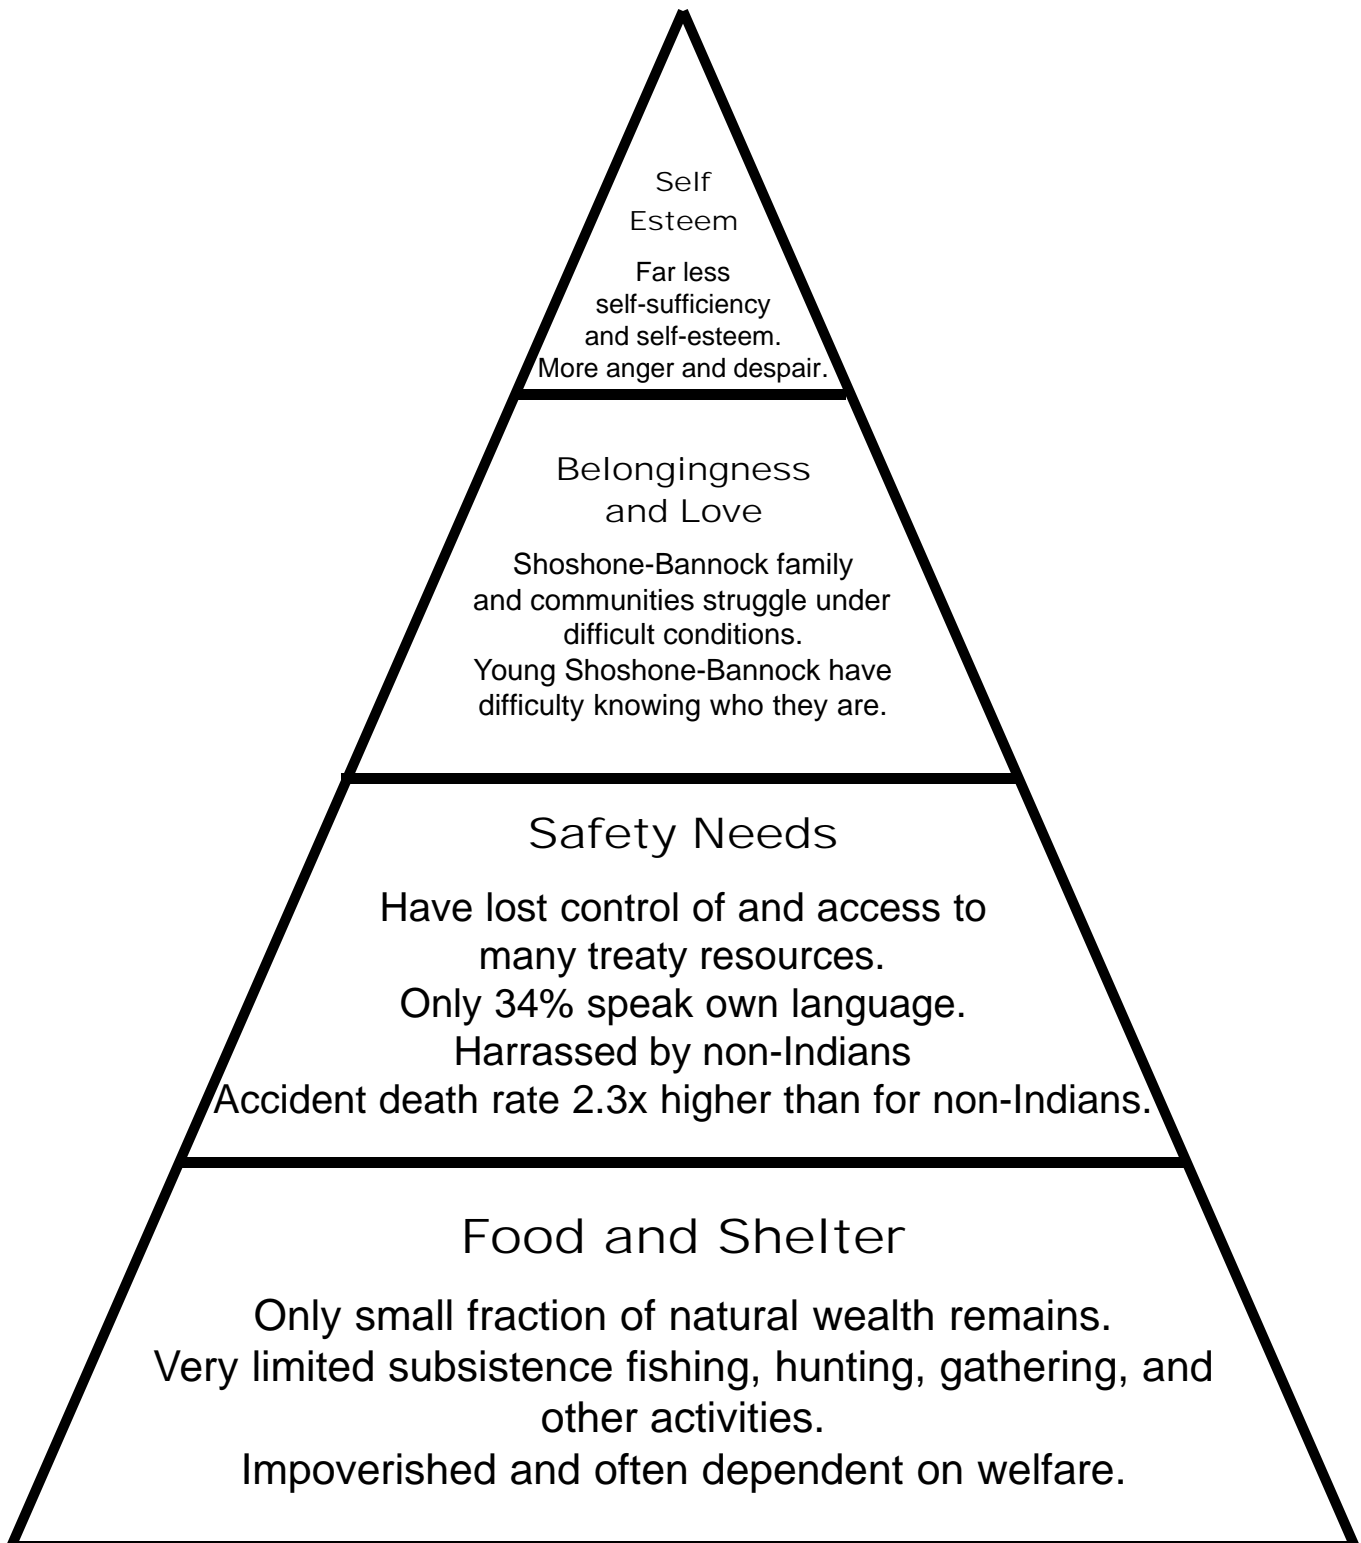 Self
Esteem
Far less
self-sufficiency
and self-esteem.
More anger and despair.
Belongingness
and Love
Shoshone-Bannock family
and communities struggle under
difficult conditions.
Young Shoshone-Bannock have
difficulty knowing who they are.
Safety Needs
Have lost control of and access to
many treaty resources.
Only 34% speak own language.
Harrassed by non-Indians
Accident death rate 2.3x higher than for non-Indians.
Food and Shelter
Only small fraction of natural wealth remains.
Very limited subsistence fishing, hunting, gathering, and
other activities.
Impoverished and often dependent on welfare.